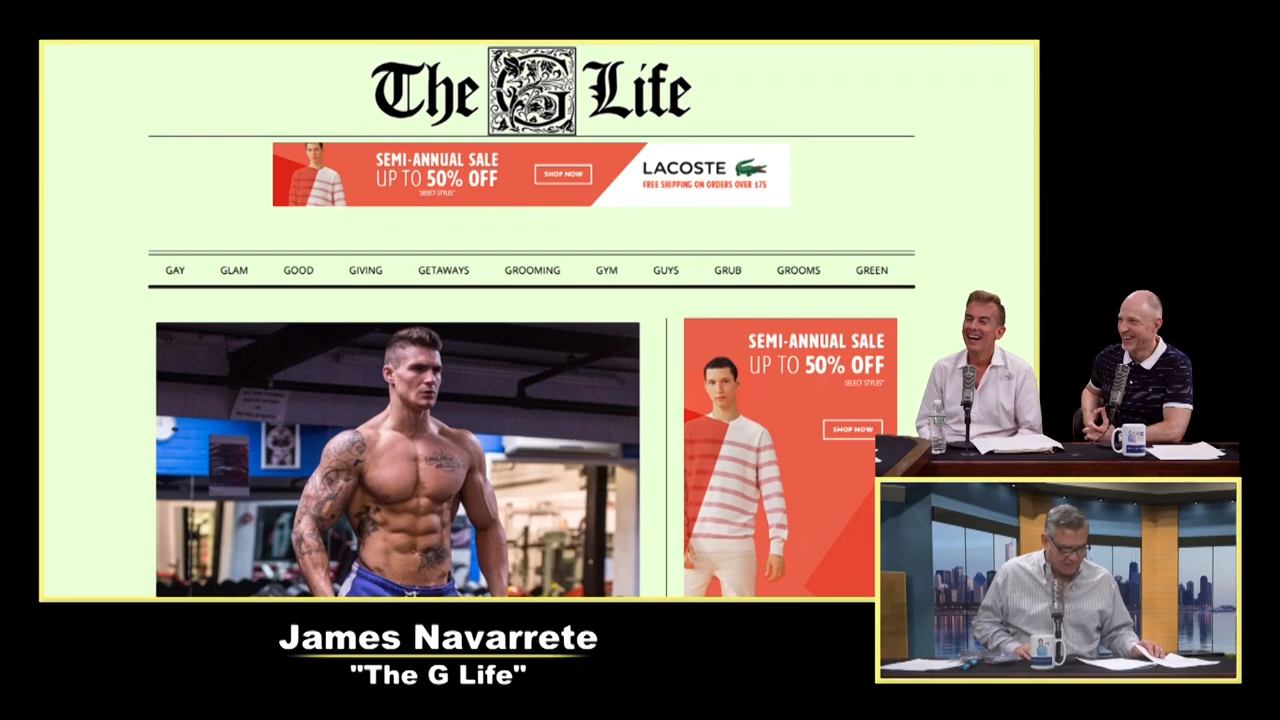 The G Life
SEMI-ANNUAL SALE
UP TO 50% OFF
SELECT STYLES*
SHOP NOW
LACOSTE
FREE SHIPPING ON ORDERS OVER $75
GAY GLAM GOOD GIVING GETAWAYS GROOMING GYM GUYS GRUB GROOMS GREEN
SEMI-ANNUAL SALE
UP TO 50% OFF
SELECT STYLES*
SHOP NOW
James Navarrete
"The G Life"